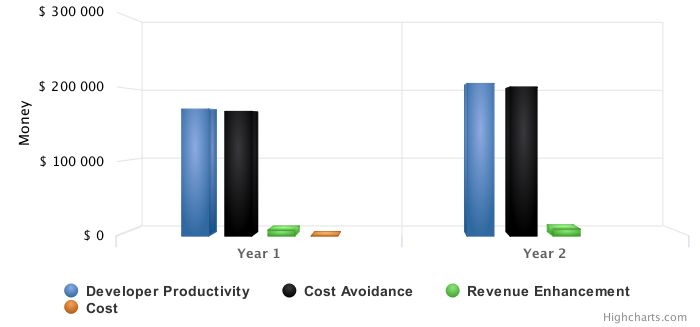 $ 300 000
$ 200 000
$ 100 000
$ 0
Money
Year 1
Year 2
Developer Productivity
Cost Avoidance
Revenue Enhancement
Cost
Highcharts.com